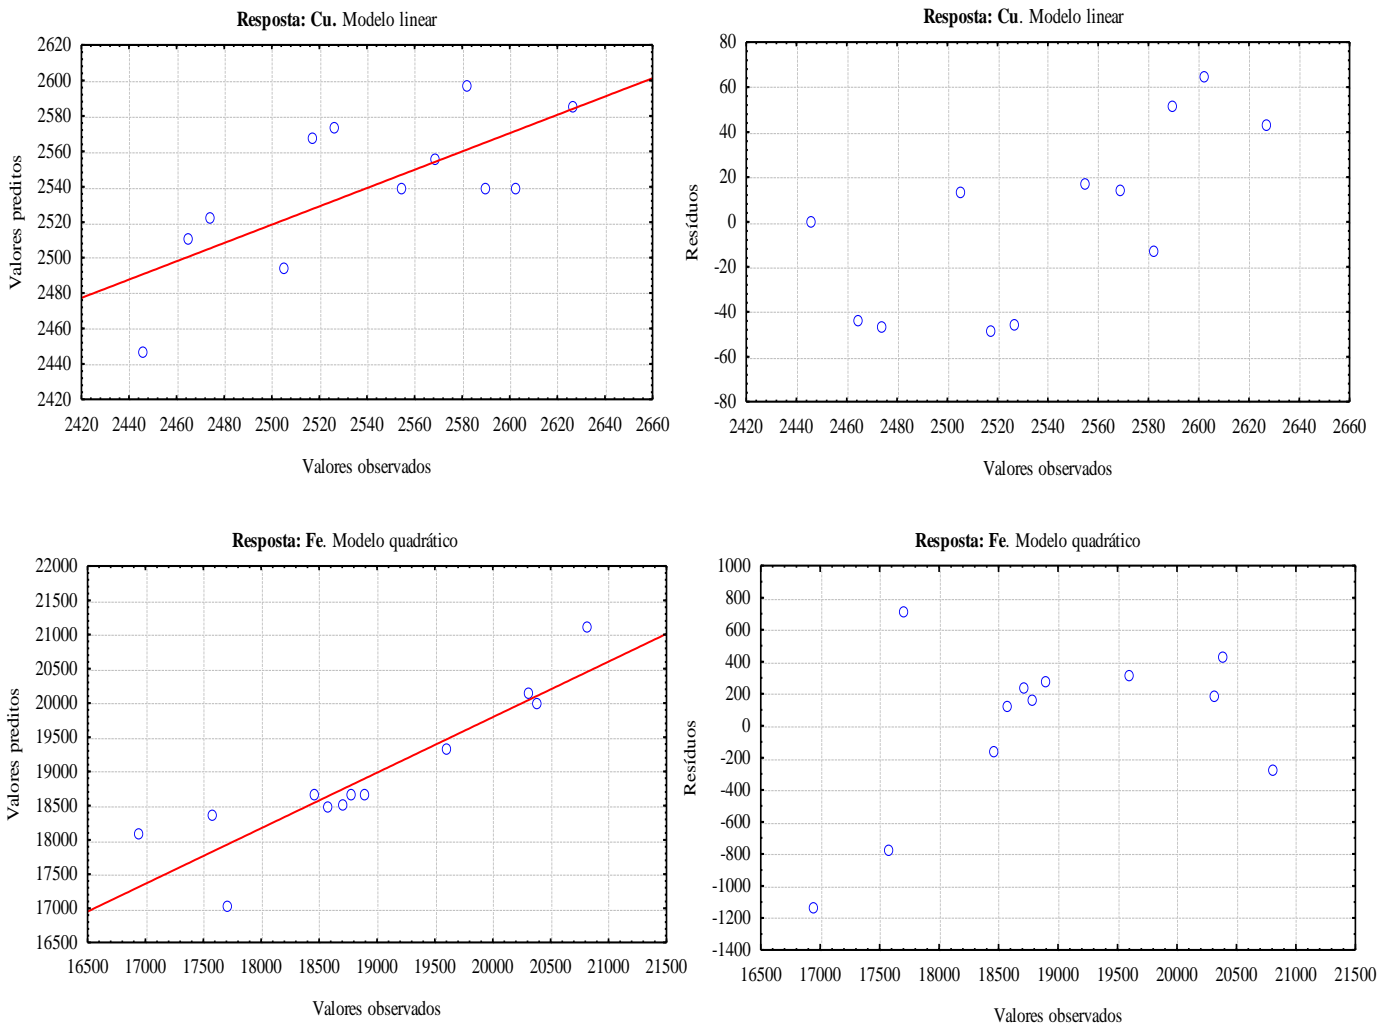 Resposta: Cu. Modelo linear
2620
2600
2580
2560
2540
2520
2500
2480
2460
2440
2420
Valores preditos
2420 2440 2460 2480 2500 2520 2540 2560 2580 2600 2620 2640 2660
Valores observados
Resposta: Cu. Modelo linear
80
60
40
20
0
-20
-40
-60
-80
Resíduos
2420 2440 2460 2480 2500 2520 2540 2560 2580 2600 2620 2640 2660
Valores observados
Resposta: Fe. Modelo quadrático
22000
21500
21000
20500
20000
19500
19000
18500
18000
17500
17000
16500
Valores preditos
16500 17000 17500 18000 18500 19000 19500 20000 20500 21000 21500
Valores observados
Resposta: Fe. Modelo quadrático
1000
800
600
400
200
0
-200
-400
-600
-800
-1000
-1200
-1400
Resíduos
16500 17000 17500 18000 18500 19000 19500 20000 20500 21000 21500
Valores observados